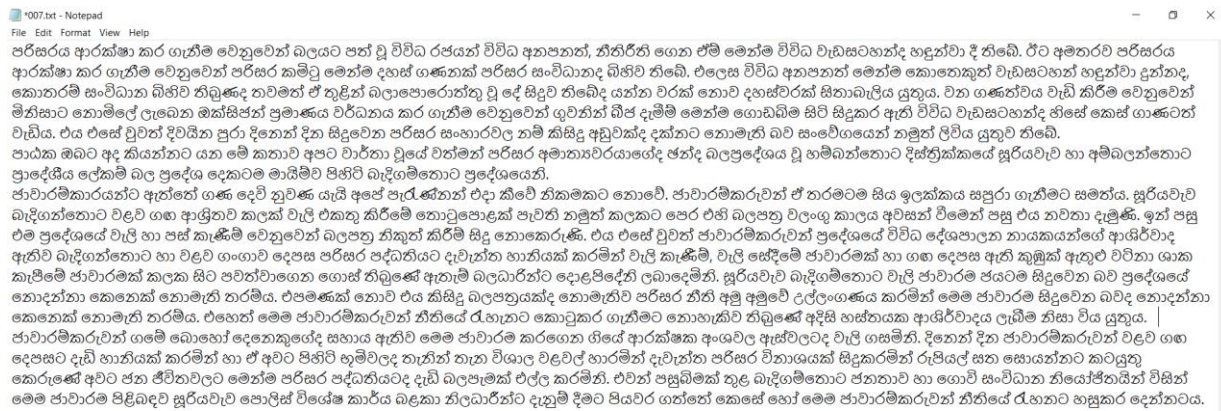 *007.txt - Notepad
File Edit Format View Help
පරිසරය ආරක්ෂා කර ගැනීම වෙනුවෙන් බලයට පත් වූ විවිධ රජයන් විවිධ අනපනත්, නීතිරීති ගෙන ඒම් මෙන්ම විවිධ වැඩසටහන්ද හඳුන්වා දී තිබේ. ඊට අමතරව පරිසරය
ආරක්ෂා කර ගැනීම වෙනුවෙන් පරිසර කමිටු මෙන්ම දහස් ගණනක් පරිසර සංවිධානද බිහිව තිබේ. එලෙස විවිධ අනපනත් මෙන්ම කොතෙකුත් වැඩසටහන් හඳුන්වා දුන්නද,
කොතරම් සංවිධාන බිහිව තිබුණද තවමත් ඒ තුළින් බලාපොරොත්තු වූ දේ සිදුව තිබේද යන්න වරක් නොව දහස්වරක් සිතාබැලිය යුතුය. වන ගණත්වය වැඩි කිරීම වෙනුවෙන්
මිනිසාට නොමිලේ ලැබෙන ඔක්සිජන් ප්‍රමාණය වර්ධනය කර ගැනීම වෙනුවෙන් ගුවනින් බීජ දැමීම් මෙන්ම ගොඩබිම සිටි සිදුකර ඇති විවිධ වැඩසටහන්ද හිසේ කෙස් ගාණටත්
වැඩිය. එය එසේ වුවත් දිවයින පුරා දිනෙන් දින සිදුවෙන පරිසර සංහාරවල නම් කිසිදු අඩුවක්ද දක්නට නොමැති බව සංවේගයෙන් නමුත් ලිවිය යුතුව තිබේ.
පාඨක ඔබට අද කියන්නට යන මේ කතාව අපට වාර්තා වූයේ වත්මන් පරිසර අමාත්‍යවරයාගේද ඡන්ද බලප්‍රදේශය වූ හම්බන්තොට දිස්ත්‍රික්කයේ සූරියවැව හා අම්බලන්තොට
ප්‍රාදේශීය ලේකම් බල ප්‍රදේශ දෙකටම මායිම්ව පිහිටි බැදිගම්තොට ප්‍රදේශයෙනි.
ජාවාරම්කාරයන්ට ඇත්තේ ගණ දෙවි නුවණ යැයි අපේ පැරැණ්නන් එදා කීවේ නිකමකට නොවේ. ජාවාරම්කරුවන් ඒ තරමටම සිය ඉලක්කය සපුරා ගැනීමට සමත්ය. සූරියවැව
බැදිගන්තොට වළව ගඟ ආශ්‍රිතව කලක් වැලි එකතු කිරීමේ තොටුපොළක් පැවති නමුත් කලකට පෙර එහි බලපත්‍ර වලංගු කාලය අවසන් වීමෙන් පසු එය නවතා දැමුණි. ඉන් පසු
එම ප්‍රදේශයේ වැලි හා පස් කැණීම් වෙනුවෙන් බලපත්‍ර නිකුත් කිරීම් සිදු නොකෙරුණි. එය එසේ වුවත් ජාවාරම්කරුවන් ප්‍රදේශයේ විවිධ දේශපාලන නායකයන්ගේ ආශිර්වාද
ඇතිව බැදිගන්තොට හා වළව ගංගාව දෙපස පරිසර පද්ධතියට දැවැන්ත හානියක් කරමින් වැලි කැණීම්, වැලි සේදීමේ ජාවාරමක් හා ගඟ දෙපස ඇති කුඹුක් ඇතුළු වටිනා ශාක
කැපීමේ ජාවාරමක් කලක සිට පවත්වාගෙන ගොස් තිබුණේ ඇතැම් බලධාරින්ට දොළපිදේනි ලබාදෙමිනි. සූරියවැව බැදිගම්තොට වැලි ජාවාරම ජයටම සිදුවෙන බව ප්‍රදේශයේ
නොදන්නා කෙනෙක් නොමැති තරම්ය. එපමණක් නොව එය කිසිදු බලපත්‍රයක්ද නොමැතිව පරිසර නීති අමු අමුවේ උල්ලංගණය කරමින් මෙම ජාවාරම සිදුවෙන බවද නොදන්නා
කෙනෙක් නොමැති තරම්ය. එහෙත් මෙම ජාවාරම්කරුවන් නීතියේ රැහැනට කොටුකර ගැනීමට නොහැකිව තිබුණේ අදිසි හස්තයක ආශිර්වාදය ලැබීම නිසා විය යුතුය.
ජාවාරම්කරුවන් ගමේ බොහෝ දෙනෙකුගේද සහාය ඇතිව මෙම ජාවාරම කරගෙන ගියේ ආරක්ෂක අංශවල ඇස්වලටද වැලි ගසමිනි. දිනෙන් දින ජාවාරම්කරුවන් වළව ගඟ
දෙපසට දැඩි හානියක් කරමින් හා ඒ අවට පිහිටි භූමිවලද තැනින් තැන විශාල වළවල් හාරමින් දැවැන්ත පරිසර විනාශයක් සිදුකරමින් රුපියල් සත සොයන්නට කටයුතු
කෙරුණේ අවට ජන ජීවිතවලට මෙන්ම පරිසර පද්ධතියටද දැඩි බලපෑමක් එල්ල කරමිනි. එවන් පසුබිමක් තුළ බැදිගම්තොට ජනතාව හා ගොවි සංවිධාන නියෝජිතයින් විසින්
මෙම ජාවාරම පිළිබඳව සූරියවැව පොලිස් විශේෂ කාර්ය බළකා නිලධාරීන්ට දැනුම් දීමට පියවර ගත්තේ කෙසේ හෝ මෙම ජාවාරම්කරුවන් නීතියේ රැහැනට හසුකර දෙන්නටය.